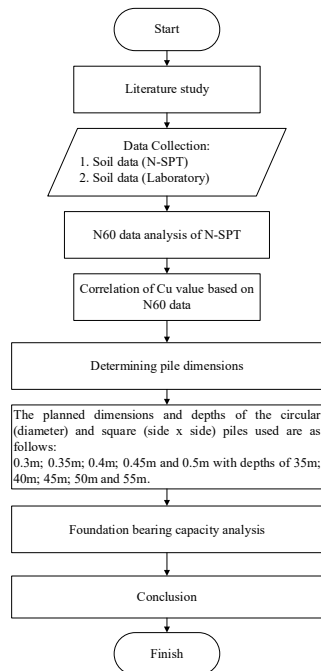 Start
Literature study
Data Collection:
1. Soil data (N-SPT)
2. Soil data (Laboratory)
N60 data analysis of N-SPT
Correlation of Cu value based on
N60 data
Determining pile dimensions
The planned dimensions and depths of the circular
(diameter) and square (side x side) piles used are as
follows:
0.3m; 0.35m; 0.4m; 0.45m and 0.5m with depths of 35m;
40m; 45m; 50m and 55m.
Foundation bearing capacity analysis
Conclusion
Finish